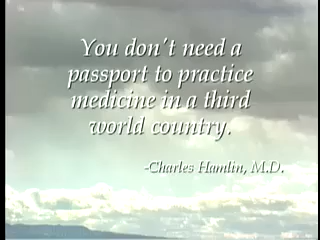 You don't need a
passport to practice
medicine in a third
world country.
-Charles Hamlin, M.D.